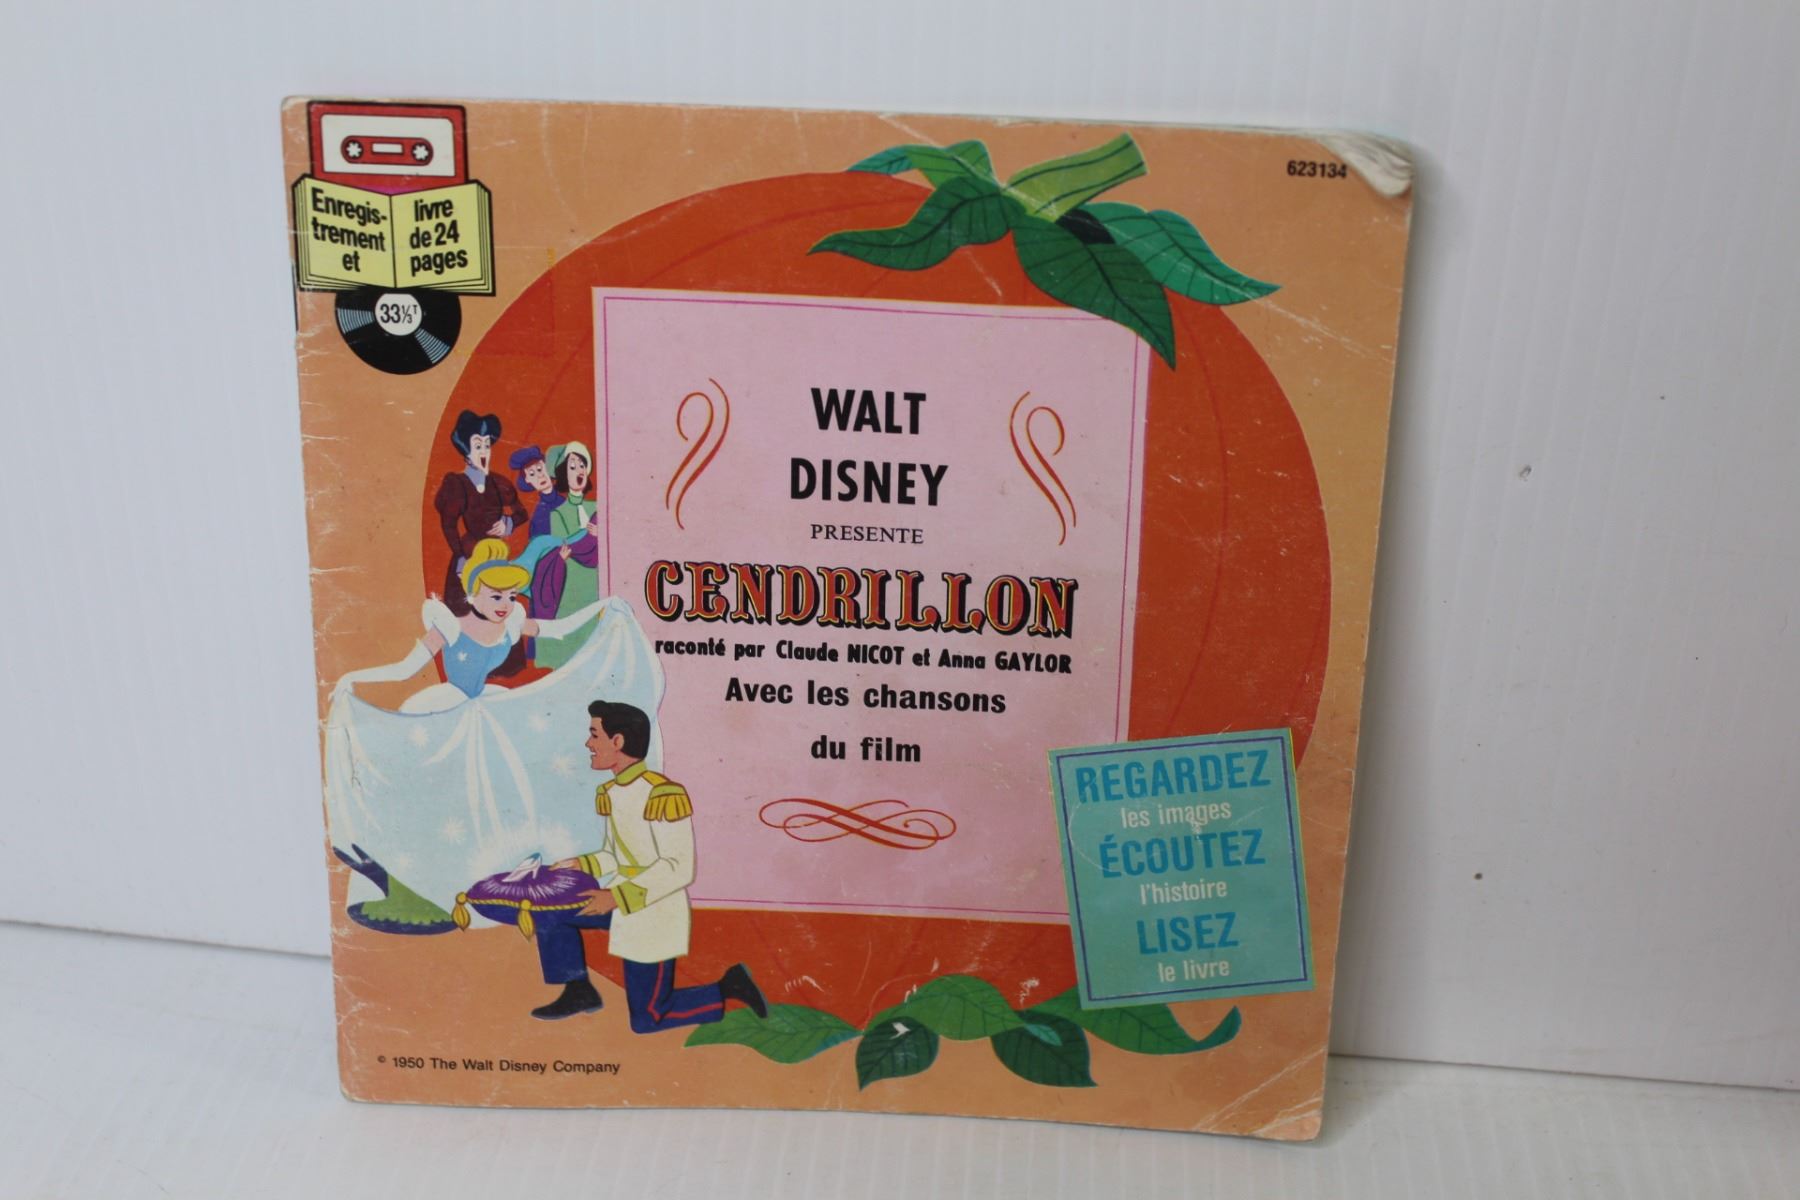 Enregis-
trement
et
livre
de 24
pages
33⅓ T
623134
WALT
DISNEY
PRESENTE
CENDRILLON
raconté par Claude NICOT et Anna GAYLOR
Avec les chansons
du film
REGARDEZ
les images
ÉCOUTEZ
l'histoire
LISEZ
le livre
© 1950 The Walt Disney Company